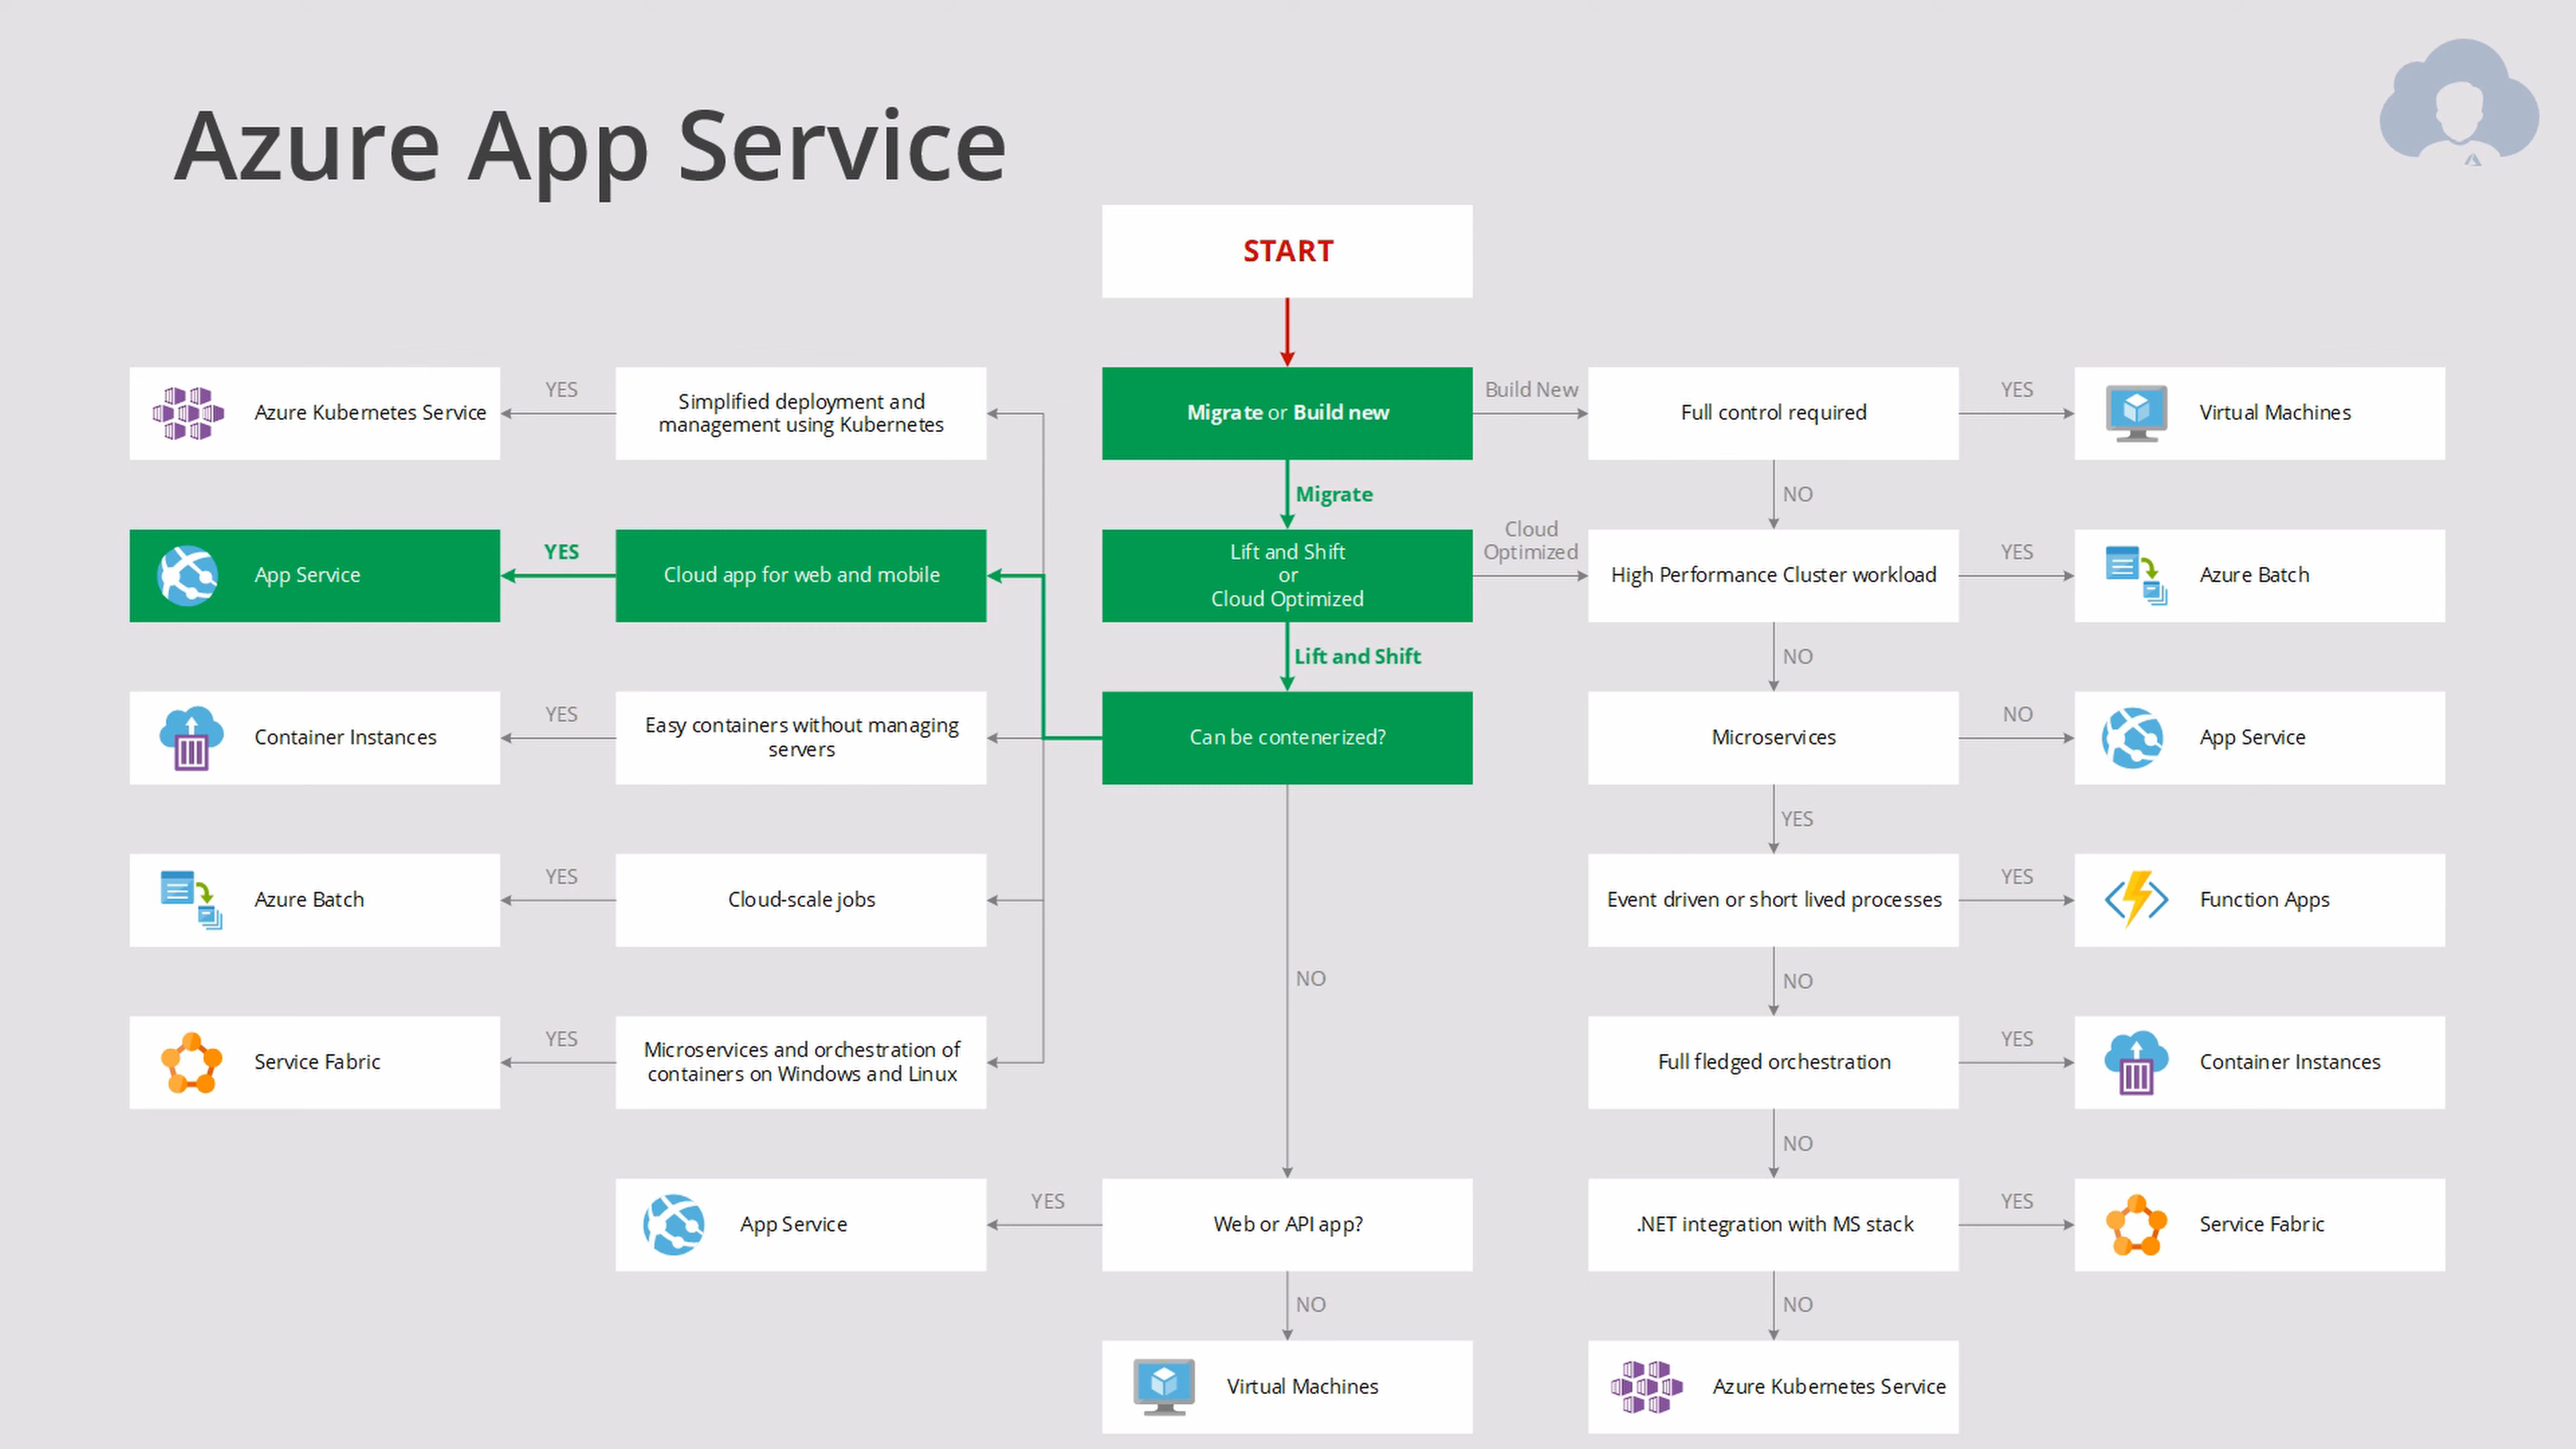 Azure App Service
START
Azure Kubernetes Service
YES
Simplified deployment and
management using Kubernetes
Migrate or Build new
Build New
Full control required
YES
Virtual Machines
Migrate
NO
App Service
YES
Cloud app for web and mobile
Lift and Shift
or
Cloud Optimized
Cloud
Optimized
High Performance Cluster workload
YES
Azure Batch
Lift and Shift
NO
Container Instances
YES
Easy containers without managing
servers
Can be contenerized?
Microservices
NO
App Service
YES
Azure Batch
YES
Cloud-scale jobs
Event driven or short lived processes
YES
Function Apps
NO
NO
Service Fabric
YES
Microservices and orchestration of
containers on Windows and Linux
Full fledged orchestration
YES
Container Instances
NO
App Service
YES
Web or API app?
.NET integration with MS stack
YES
Service Fabric
NO
NO
Virtual Machines
Azure Kubernetes Service